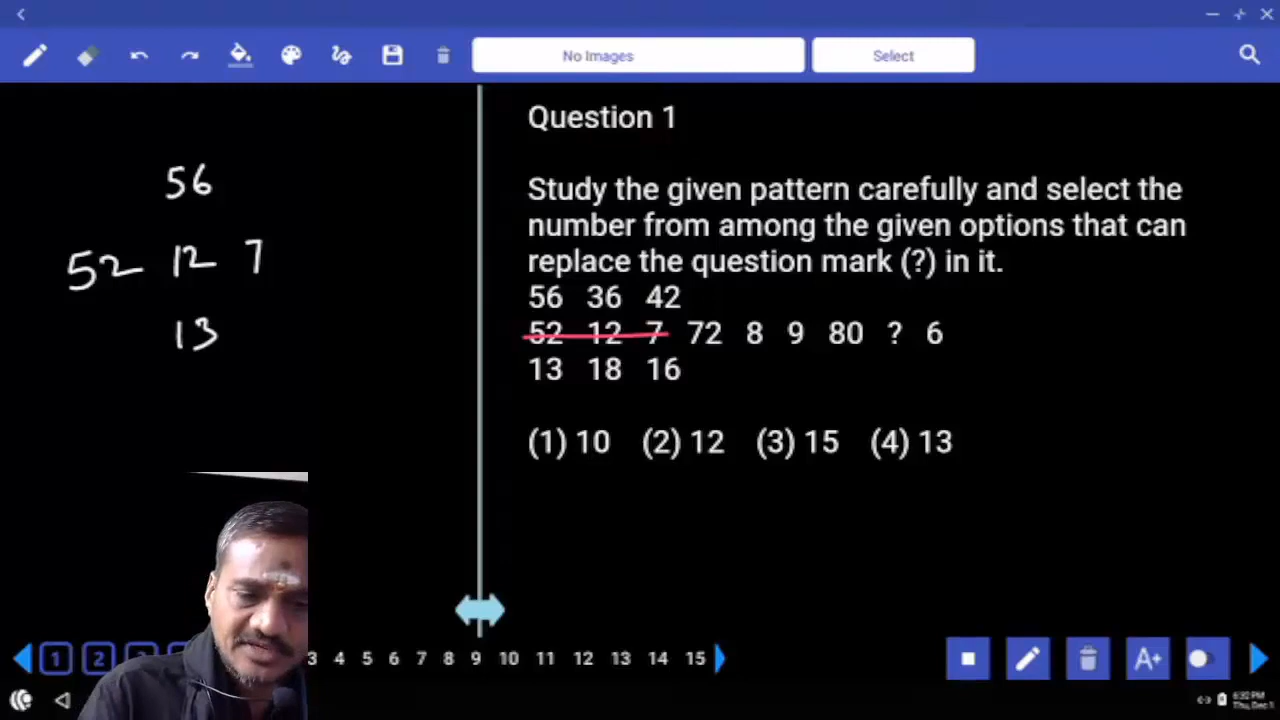 No Images
Select
56
52 12 7
13
Question 1
Study the given pattern carefully and select the
number from among the given options that can
replace the question mark (?) in it.
56 36 42
52 12 7 72 8 9 80 ? 6
13 18 16
(1) 10 (2) 12 (3) 15 (4) 13
1 2 3 4 5 6 7 8 9 10 11 12 13 14 15
A+